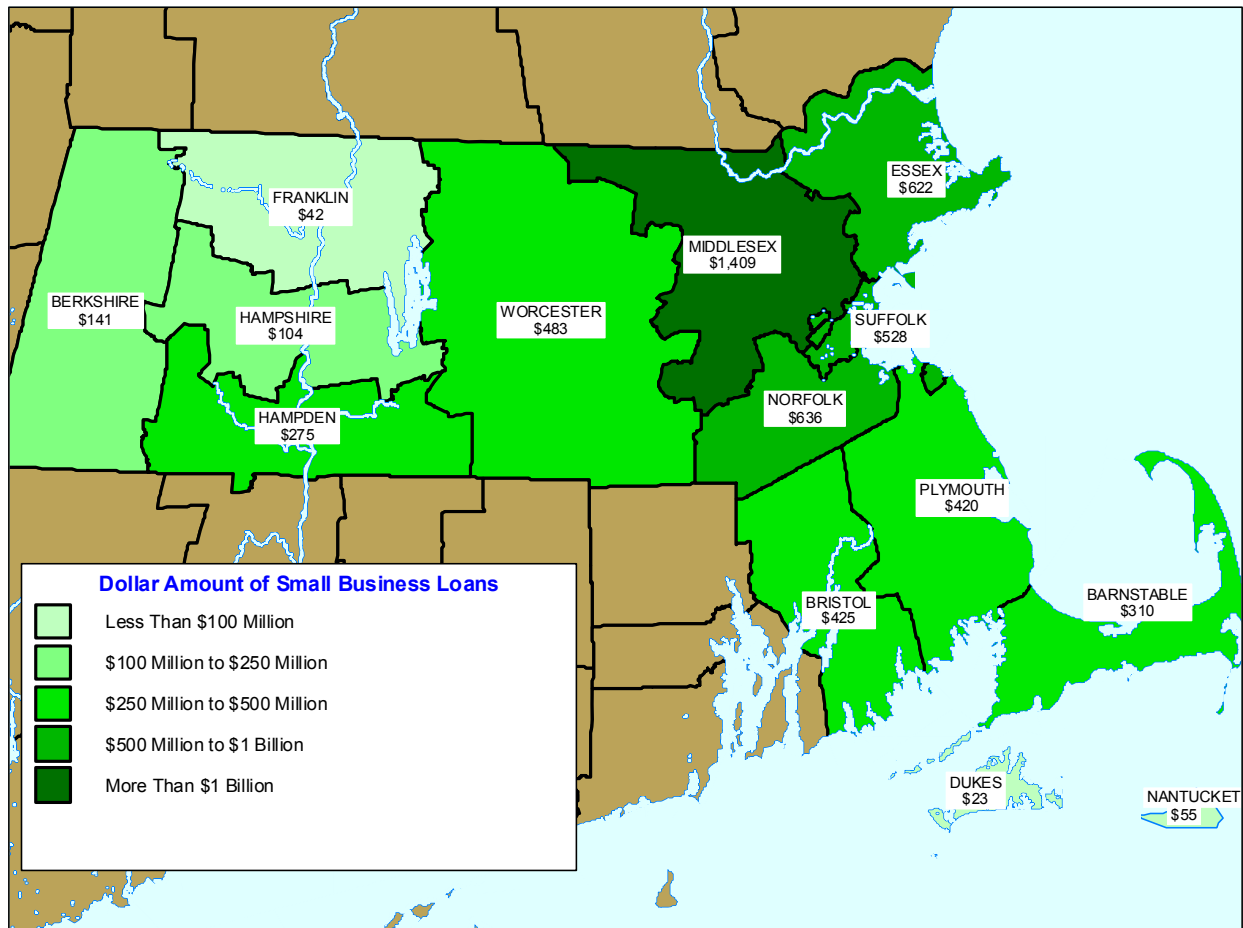 ESSEX
$622
FRANKLIN
$42
MIDDLESEX
$1,409
BERKSHIRE
$141
HAMPSHIRE
$104
WORCESTER
$483
SUFFOLK
$528
NORFOLK
$636
HAMPDEN
$275
PLYMOUTH
$420
BRISTOL
$425
BARNSTABLE
$310
DUKES
$23
NANTUCKET
$55
Dollar Amount of Small Business Loans
Less Than $100 Million
$100 Million to $250 Million
$250 Million to $500 Million
$500 Million to $1 Billion
More Than $1 Billion